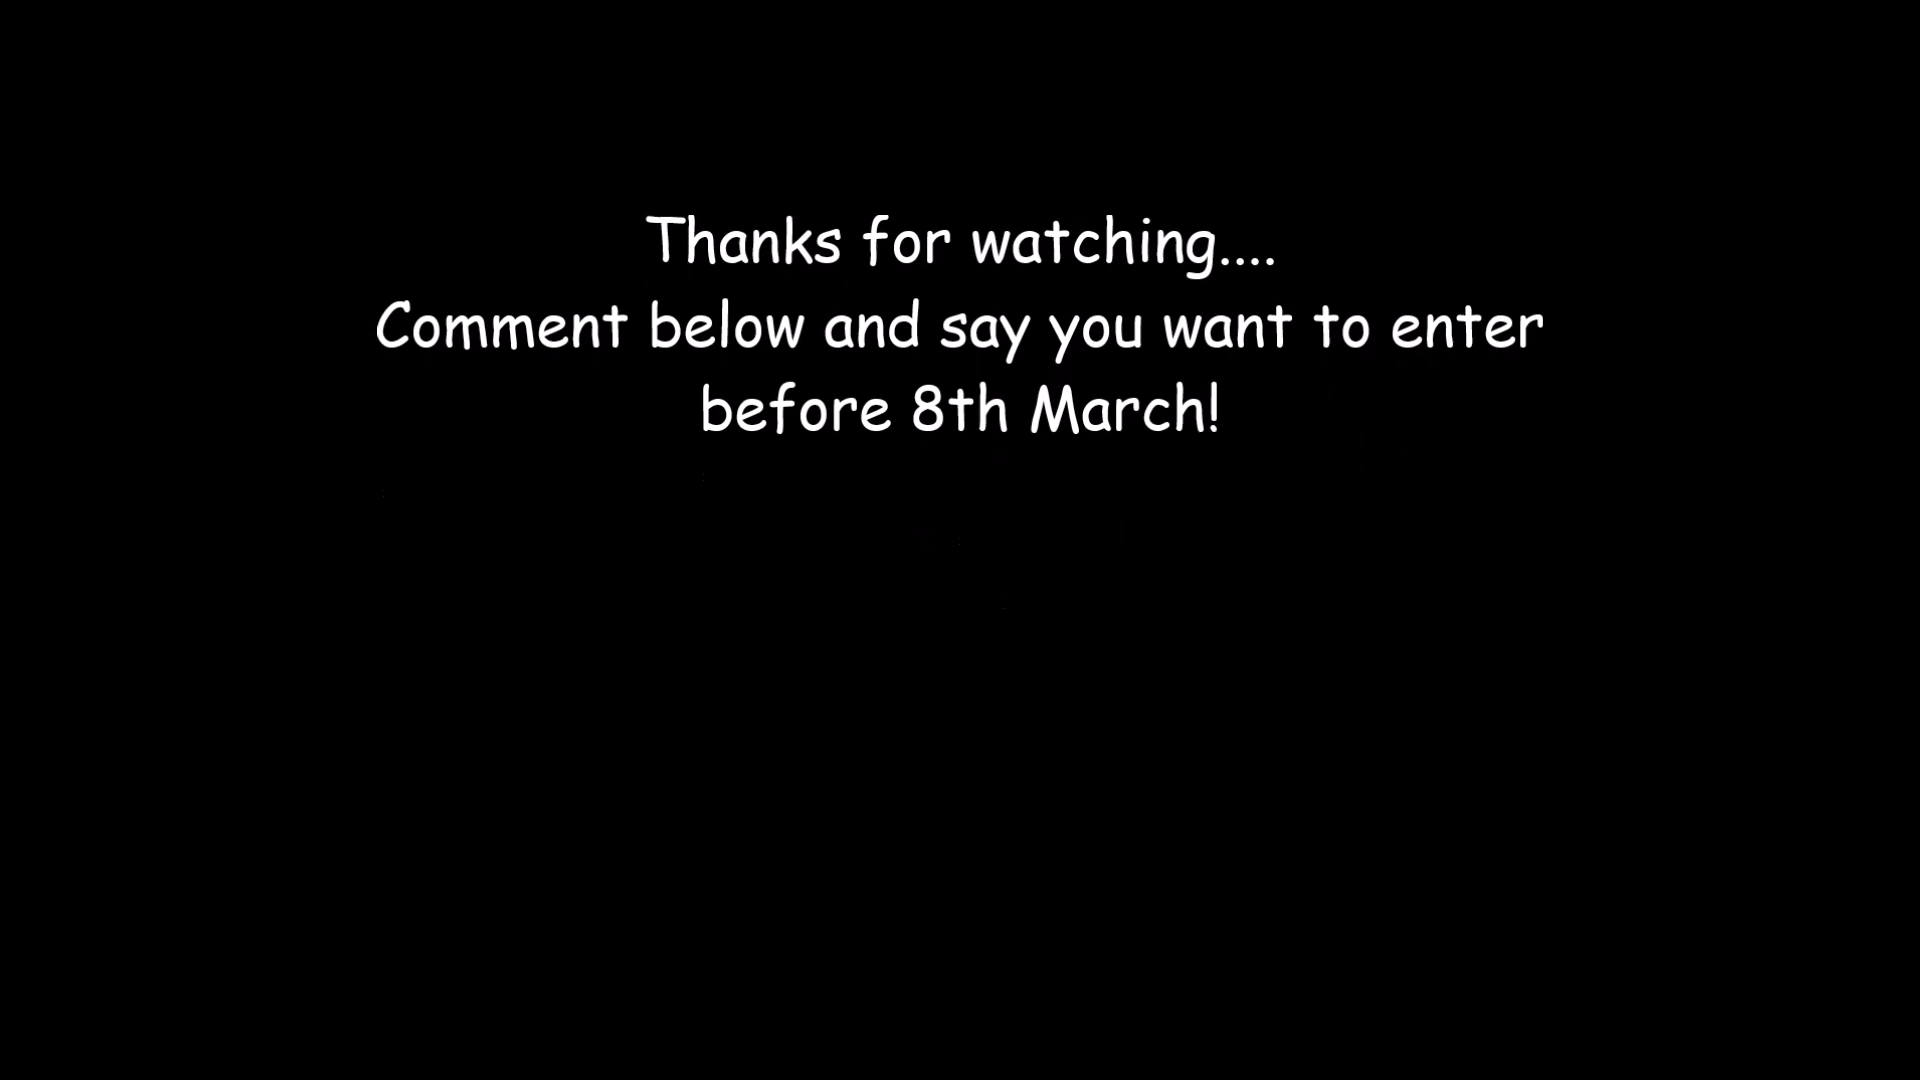 Thanks for watching....
Comment below and say you want to enter
before 8th March!